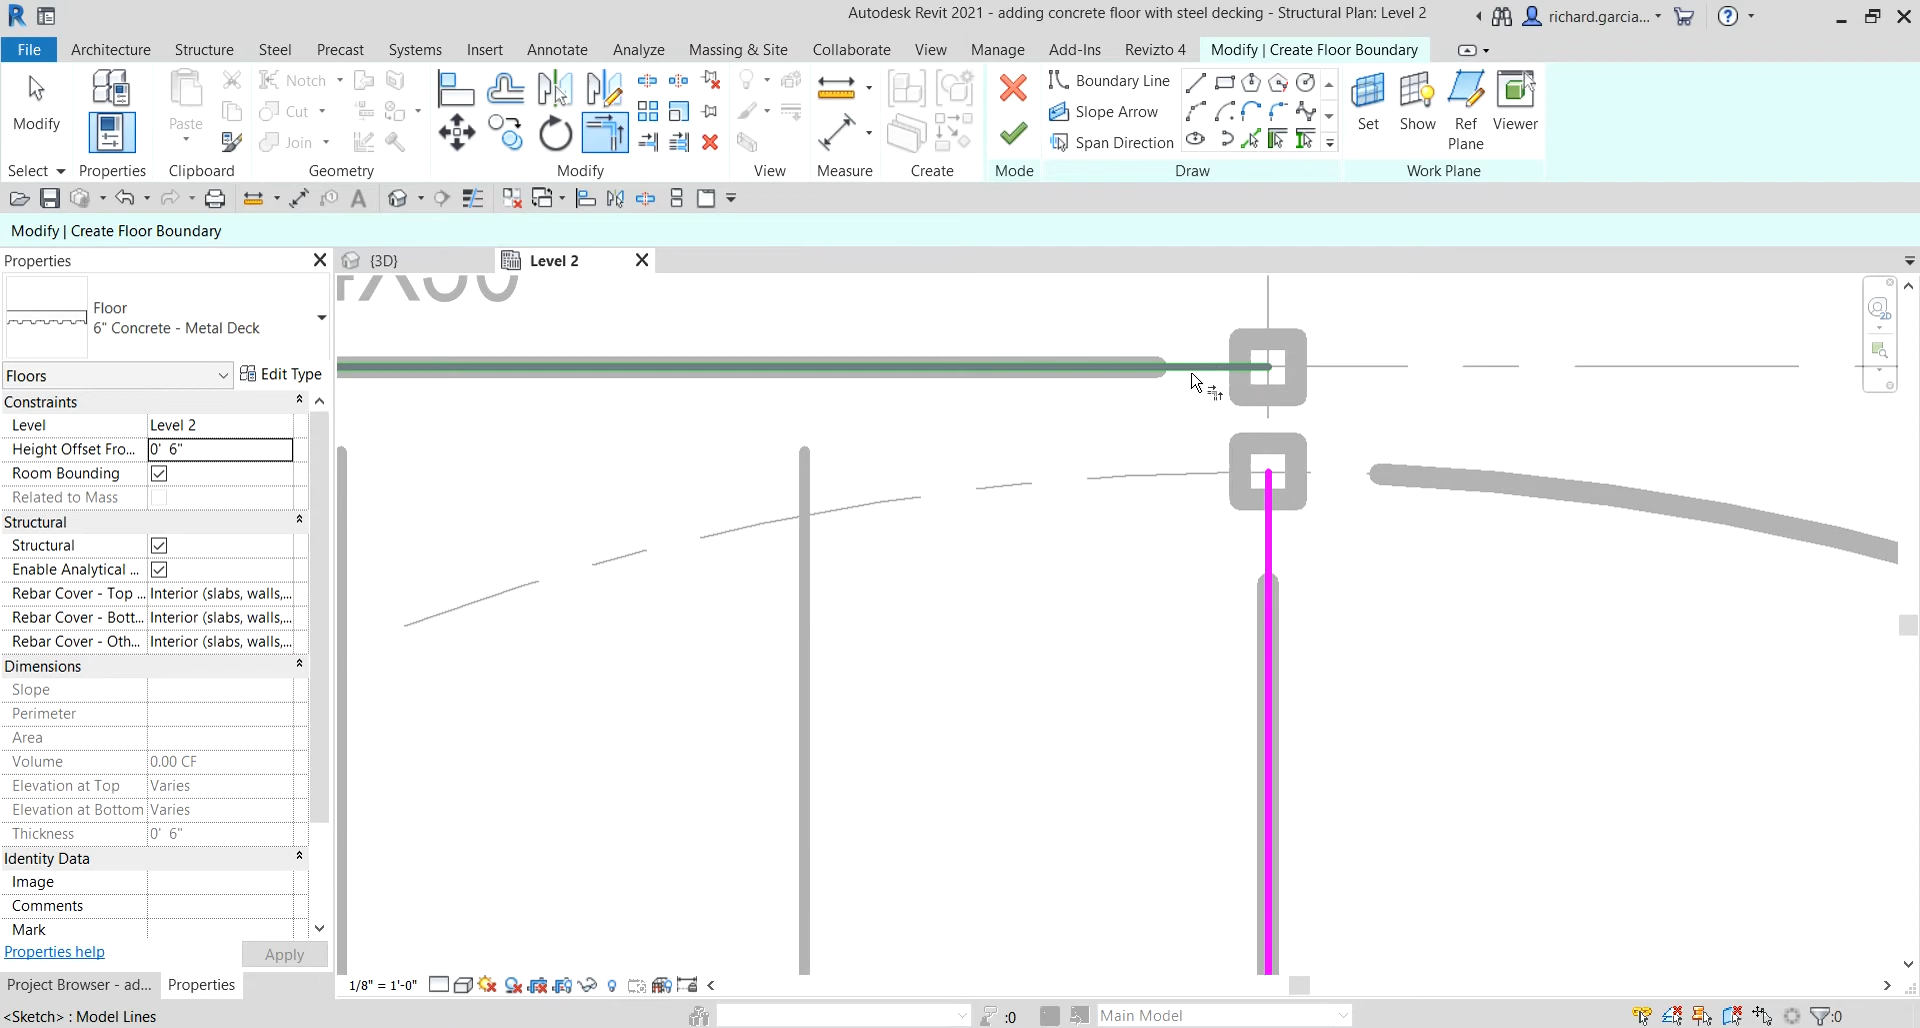 Autodesk Revit 2021 - adding concrete floor with steel decking - Structural Plan: Level 2
richard.garcia...
File Architecture Structure Steel Precast Systems Insert Annotate Analyze Massing & Site Collaborate View Manage Add-Ins Revizto 4 Modify | Create Floor Boundary
Notch
Boundary Line
Cut
Slope Arrow
Modify Paste Set Show Ref Plane Viewer
Join
Span Direction
Select Properties Clipboard Geometry Modify View Measure Create Mode Draw Work Plane
Modify | Create Floor Boundary
Properties
{3D} Level 2
Floor
6" Concrete - Metal Deck
2D
Floors Edit Type
Constraints
Level Level 2
Height Offset Fro... 0' 6"
Room Bounding
Related to Mass
Structural
Structural
Enable Analytical ...
Rebar Cover - Top ... Interior (slabs, walls,...
Rebar Cover - Bott... Interior (slabs, walls,...
Rebar Cover - Oth... Interior (slabs, walls,...
Dimensions
Slope
Perimeter
Area
Volume 0.00 CF
Elevation at Top Varies
Elevation at Bottom Varies
Thickness 0' 6"
Identity Data
Image
Comments
Mark
Properties help Apply
Project Browser - ad... Properties 1/8" = 1'-0"
<Sketch> : Model Lines :0 Main Model :0